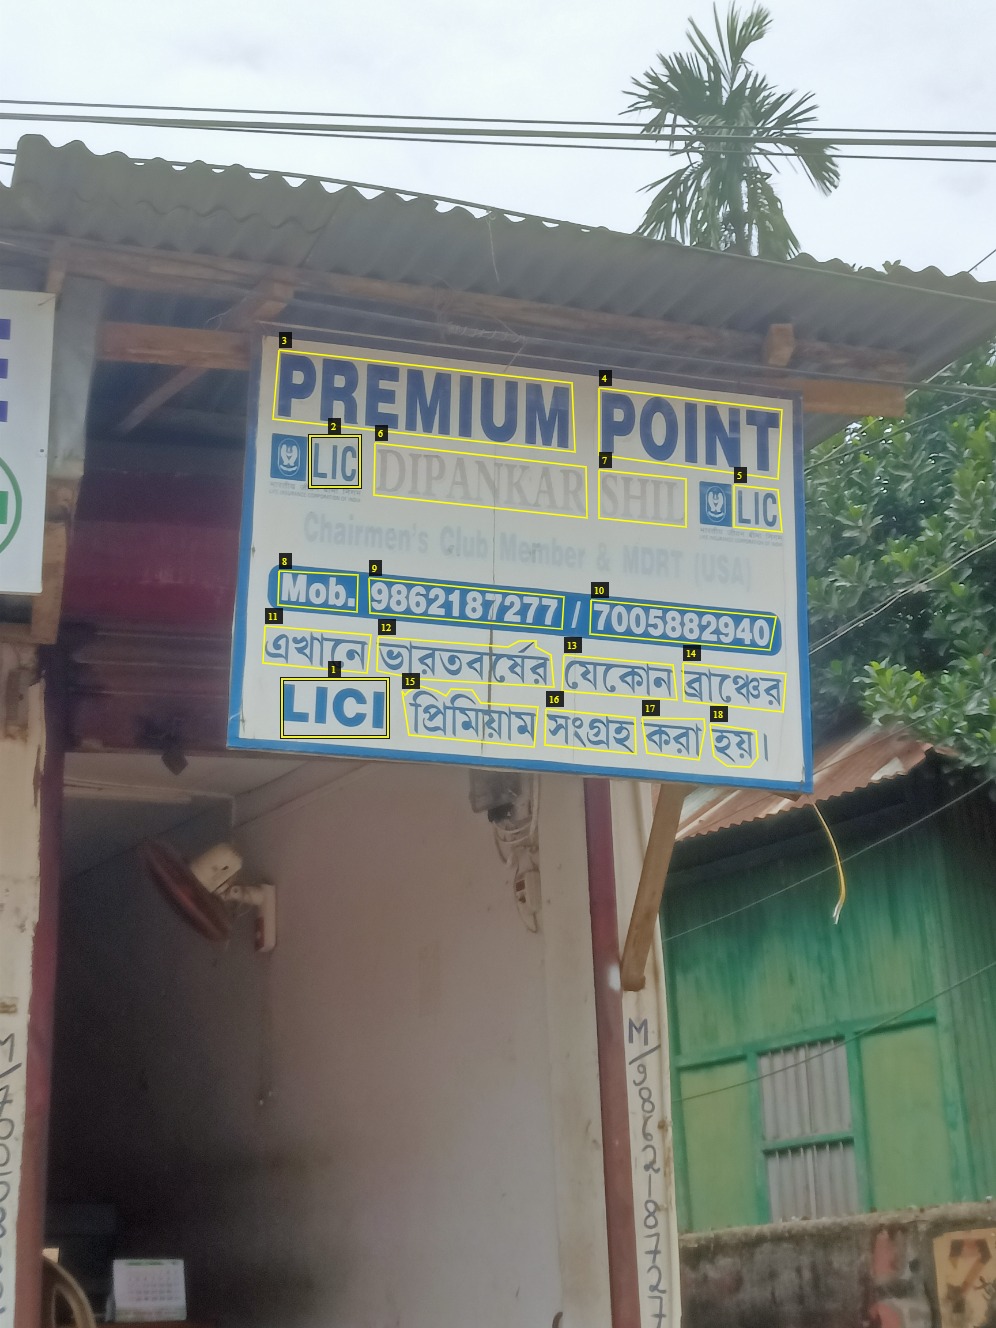 PREMIUM POINT
LIC DIPANKAR SHIL LIC
Chairmen's Club Member & MDRT (USA)
Mob. 9862187277 / 7005882940
এখানে ভারতবর্ষের যেকোন ব্রাঞ্চের
LICI প্রিমিয়াম সংগ্রহ করা হয়।